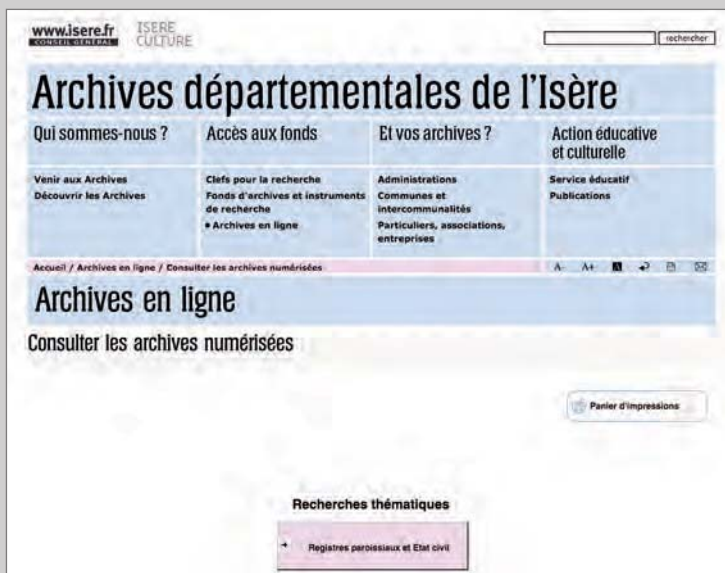 www.isere.fr
CONSEIL GENERAL
ISERE
CULTURE
rechercher
Archives départementales de l'Isère
Qui sommes-nous ?
Venir aux Archives
Découvrir les Archives
Accès aux fonds
Clefs pour la recherche
Fonds d'archives et instruments
de recherche
• Archives en ligne
Et vos archives ?
Administrations
Communes et
intercommunalités
Particuliers, associations,
entreprises
Action éducative
et culturelle
Service éducatif
Publications
Accueil / Archives en ligne / Consulter les archives numérisées
A- A+ A
Archives en ligne
Consulter les archives numérisées
Panier d'impressions
Recherches thématiques
Registres paroissiaux et Etat civil